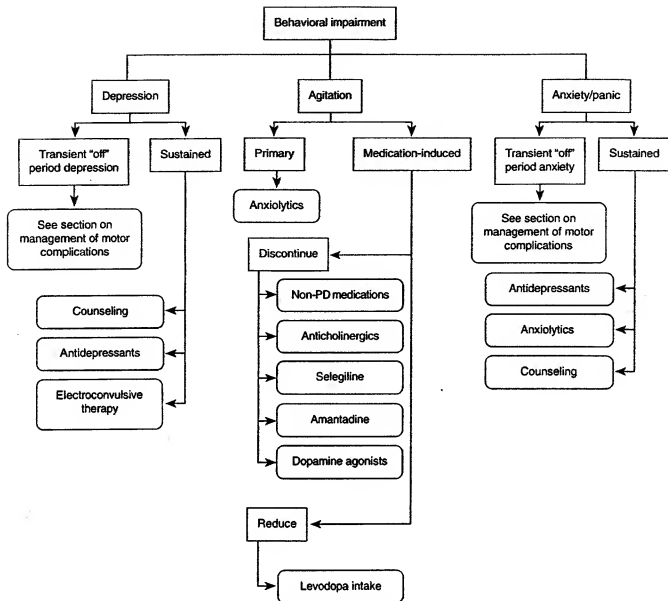 Behavioral impairment
Depression
Agitation
Anxiety/panic
Transient "off"
period depression
Sustained
Primary
Medication-induced
Transient "off"
period anxiety
Sustained
See section on
management of motor
complications
Anxiolytics
See section on
management of motor
complications
Discontinue
Non-PD medications
Anticholinergics
Selegiline
Amantadine
Dopamine agonists
Counseling
Antidepressants
Electroconvulsive
therapy
Antidepressants
Anxiolytics
Counseling
Reduce
Levodopa intake